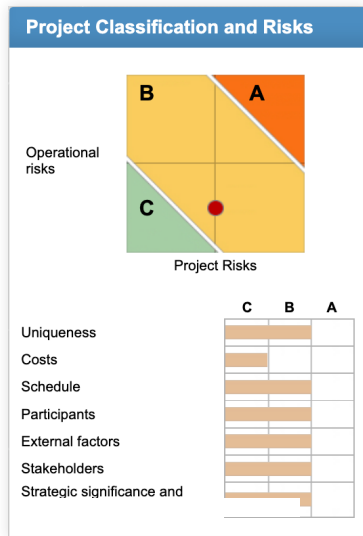 Project Classification and Risks
B
A
Operational
risks
C
Project Risks
C B A
Uniqueness
Costs
Schedule
Participants
External factors
Stakeholders
Strategic significance and